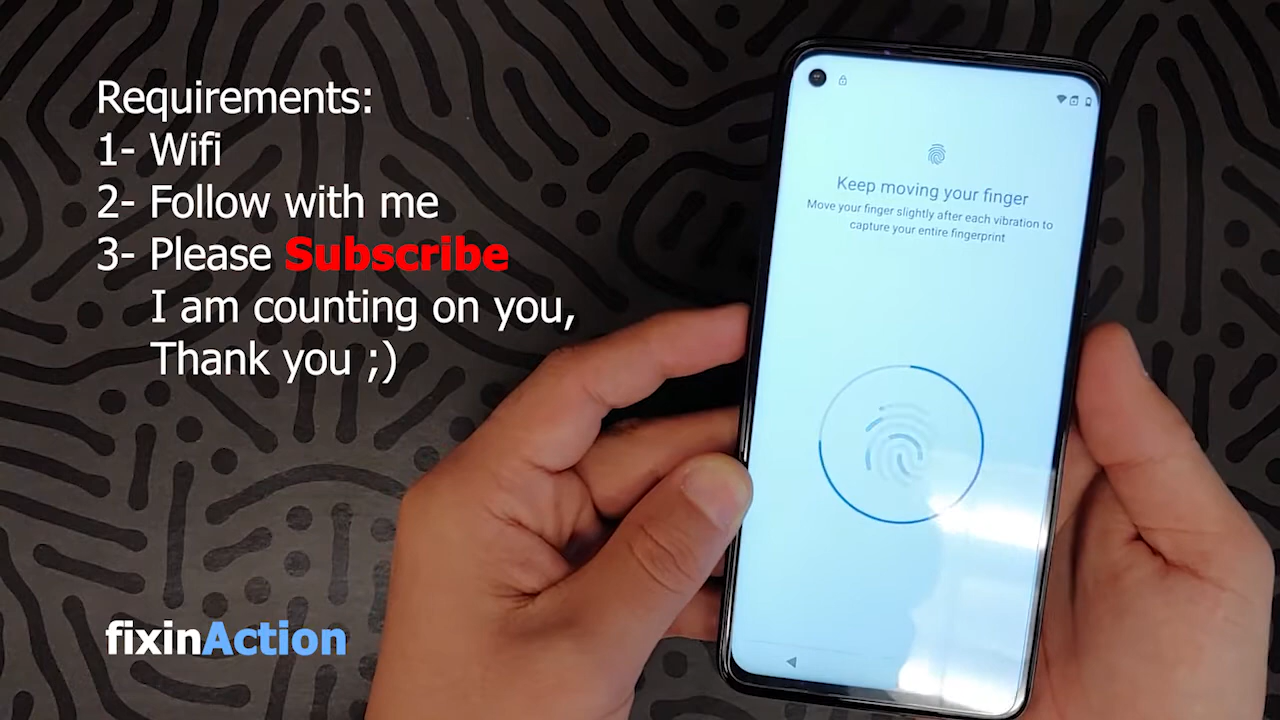 Requirements:
1- Wifi
2- Follow with me
3- Please Subscribe
I am counting on you,
Thank you ;)
fixinAction
Keep moving your finger
Move your finger slightly after each vibration to
capture your entire fingerprint